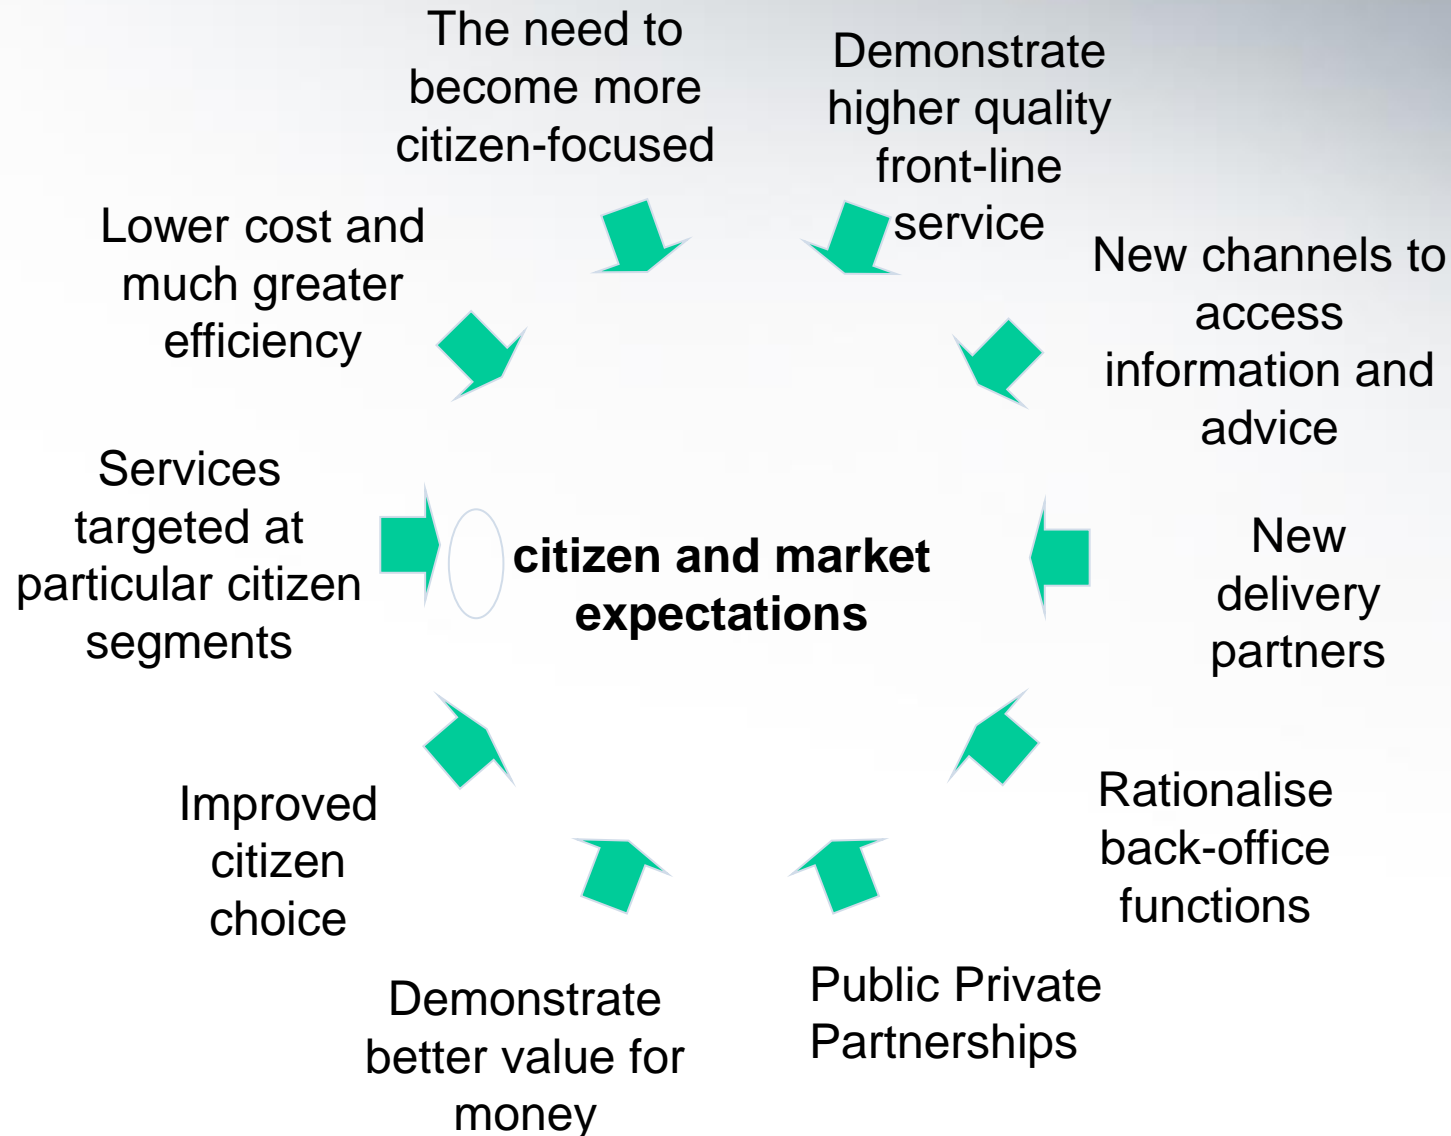 The need to
become more
citizen-focused
Demonstrate
higher quality
front-line
service
Lower cost and
much greater
efficiency
New channels to
access
information and
advice
Services
targeted at
particular citizen
segments
citizen and market
expectations
New
delivery
partners
Improved
citizen
choice
Rationalise
back-office
functions
Demonstrate
better value for
money
Public Private
Partnerships